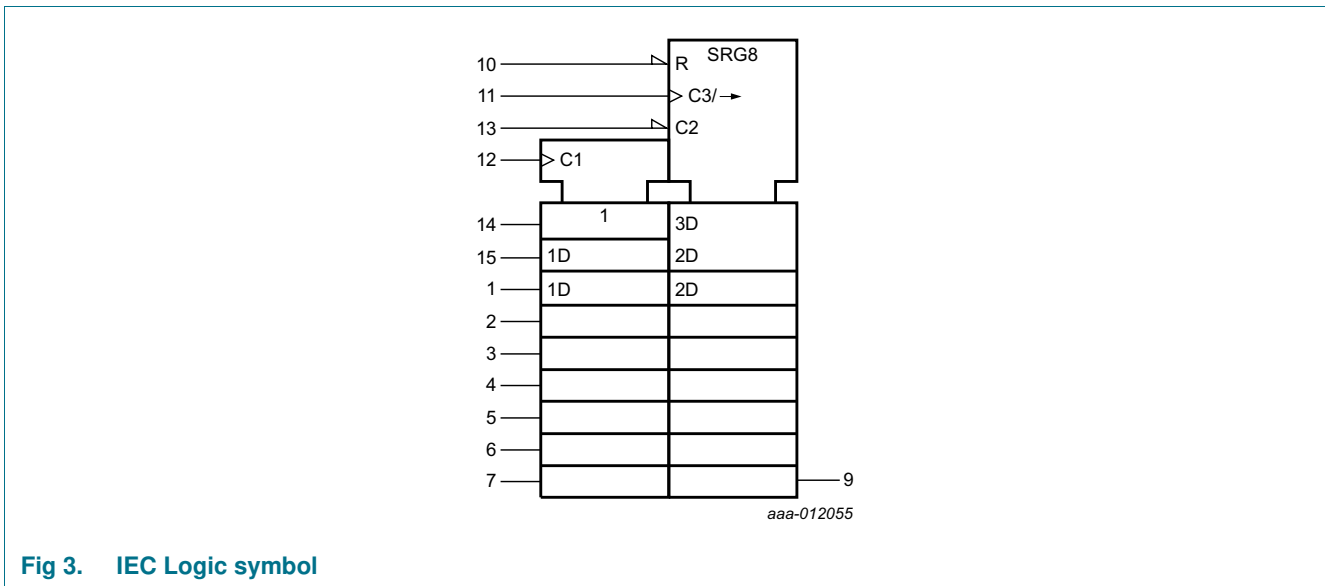 SRG8
10 R
11 C3/→
13 C2
12 C1
14 1 3D
15 1D 2D
1 1D 2D
2
3
4
5
6
7 9
aaa-012055
Fig 3. IEC Logic symbol